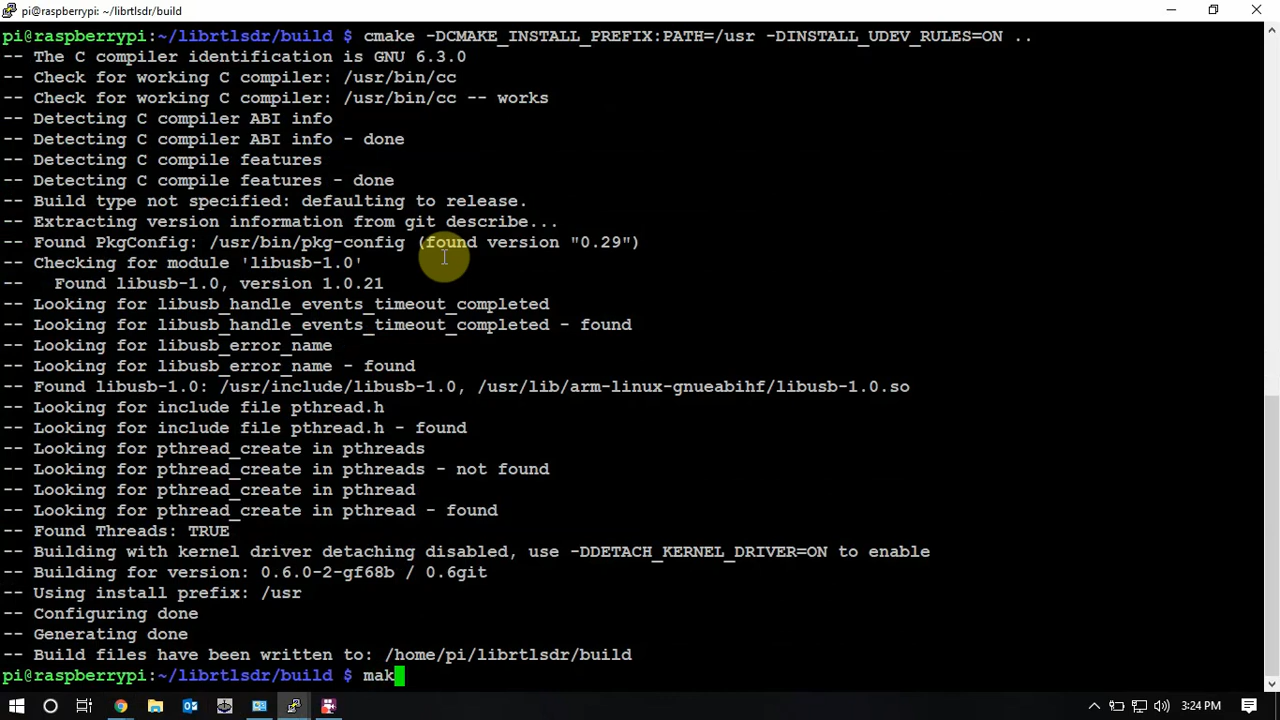 pi@raspberrypi: ~/librtlsdr/build
pi@raspberrypi:~/librtlsdr/build $ cmake -DCMAKE_INSTALL_PREFIX:PATH=/usr -DINSTALL_UDEV_RULES=ON ..
-- The C compiler identification is GNU 6.3.0
-- Check for working C compiler: /usr/bin/cc
-- Check for working C compiler: /usr/bin/cc -- works
-- Detecting C compiler ABI info
-- Detecting C compiler ABI info - done
-- Detecting C compile features
-- Detecting C compile features - done
-- Build type not specified: defaulting to release.
-- Extracting version information from git describe...
-- Found PkgConfig: /usr/bin/pkg-config (found version "0.29")
-- Checking for module 'libusb-1.0'
--   Found libusb-1.0, version 1.0.21
-- Looking for libusb_handle_events_timeout_completed
-- Looking for libusb_handle_events_timeout_completed - found
-- Looking for libusb_error_name
-- Looking for libusb_error_name - found
-- Found libusb-1.0: /usr/include/libusb-1.0, /usr/lib/arm-linux-gnueabihf/libusb-1.0.so
-- Looking for include file pthread.h
-- Looking for include file pthread.h - found
-- Looking for pthread_create in pthreads
-- Looking for pthread_create in pthreads - not found
-- Looking for pthread_create in pthread
-- Looking for pthread_create in pthread - found
-- Found Threads: TRUE
-- Building with kernel driver detaching disabled, use -DDETACH_KERNEL_DRIVER=ON to enable
-- Building for version: 0.6.0-2-gf68b / 0.6git
-- Using install prefix: /usr
-- Configuring done
-- Generating done
-- Build files have been written to: /home/pi/librtlsdr/build
pi@raspberrypi:~/librtlsdr/build $ mak
3:24 PM